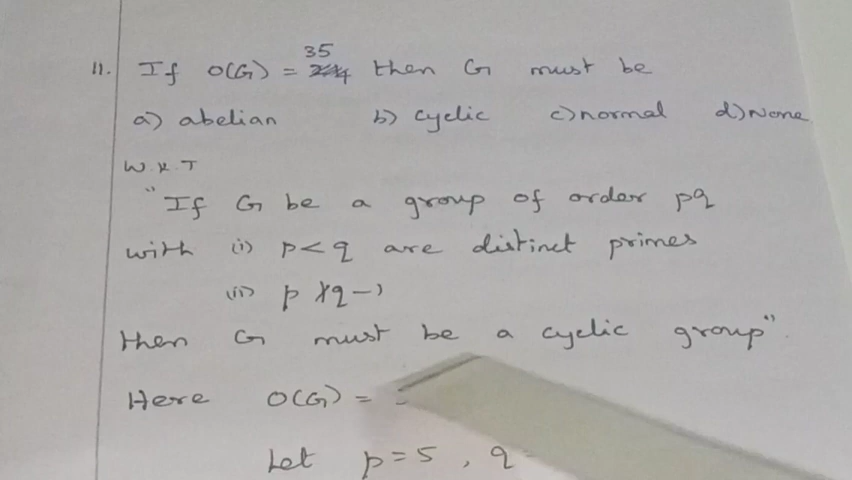 11. If O(G) = 35 then G must be
a) abelian b) cyclic c) normal d) None
W.K.T
"If G be a group of order pq
with (i) p < q are distinct primes
(ii) p ∤ q-1
then G must be a cyclic group".
Here O(G) =
Let p = 5 , q